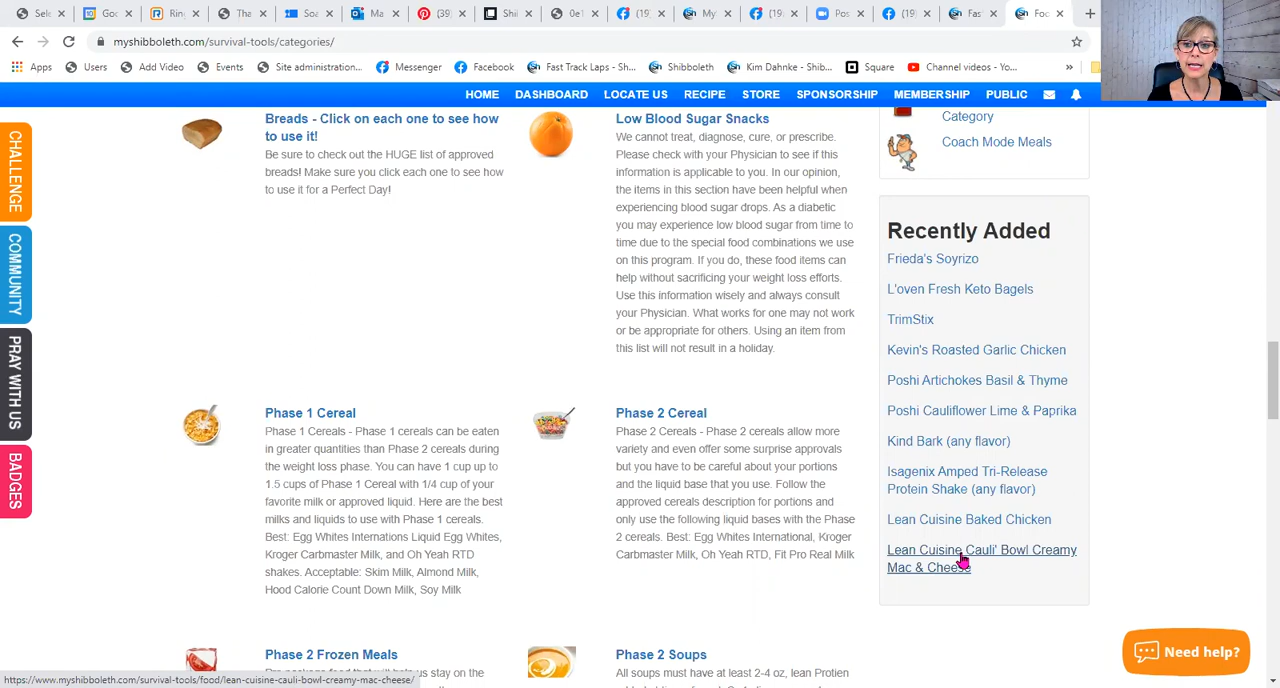 Sele
Goo
Ring
Tha
Soa
Ma
(39)
Shi
0e1
(19)
My
(19)
Pos
(19)
Fas
Foo
myshibboleth.com/survival-tools/categories/
Apps Users Add Video Events Site administration... Messenger Faceb Fast Track Laps - Sh... Shibboleth Kim Dahnke - Shib... Square Channel videos - Yo... »
HOME DASHBOARD LOCATE US RECIPE STORE SPONSORSHIP MEMBERSHIP PUBLIC
CHALLENGE
COMMUNITY
PRAY WITH US
BADGES
Breads - Click on each one to see how
to use it!
Be sure to check out the HUGE list of approved
breads! Make sure you click each one to see how
to use it for a Perfect Day!
Low Blood Sugar Snacks
We cannot treat, diagnose, cure, or prescribe.
Please check with your Physician to see if this
information is applicable to you. In our opinion,
the items in this section have been helpful when
experiencing blood sugar drops. As a diabetic
you may experience low blood sugar from time to
time due to the special food combinations we use
on this program. If you do, these food items can
help without sacrificing your weight loss efforts.
Use this information wisely and always consult
your Physician. What works for one may not work
or be appropriate for others. Using an item from
this list will not result in a holiday.
Phase 1 Cereal
Phase 1 Cereals - Phase 1 cereals can be eaten
in greater quantities than Phase 2 cereals during
the weight loss phase. You can have 1 cup up to
1.5 cups of Phase 1 Cereal with 1/4 cup of your
favorite milk or approved liquid. Here are the best
milks and liquids to use with Phase 1 cereals.
Best: Egg Whites Internations Liquid Egg Whites,
Kroger Carbmaster Milk, and Oh Yeah RTD
shakes. Acceptable: Skim Milk, Almond Milk,
Hood Calorie Count Down Milk, Soy Milk
Phase 2 Cereal
Phase 2 Cereals - Phase 2 cereals allow more
variety and even offer some surprise approvals
but you have to be careful about your portions
and the liquid base that you use. Follow the
approved cereals description for portions and
only use the following liquid bases with the Phase
2 cereals. Best: Egg Whites International, Kroger
Carbmaster Milk, Oh Yeah RTD, Fit Pro Real Milk
Phase 2 Frozen Meals
Phase 2 Soups
All soups must have at least 2-4 oz, lean Protien
Category
Coach Mode Meals
Recently Added
Frieda's Soyrizo
L'oven Fresh Keto Bagels
TrimStix
Kevin's Roasted Garlic Chicken
Poshi Artichokes Basil & Thyme
Poshi Cauliflower Lime & Paprika
Kind Bark (any flavor)
Isagenix Amped Tri-Release
Protein Shake (any flavor)
Lean Cuisine Baked Chicken
Lean Cuisine Cauli' Bowl Creamy
Mac & Cheese
Need help?
https://www.myshibboleth.com/survival-tools/food/lean-cuisine-cauli-bowl-creamy-mac-cheese/